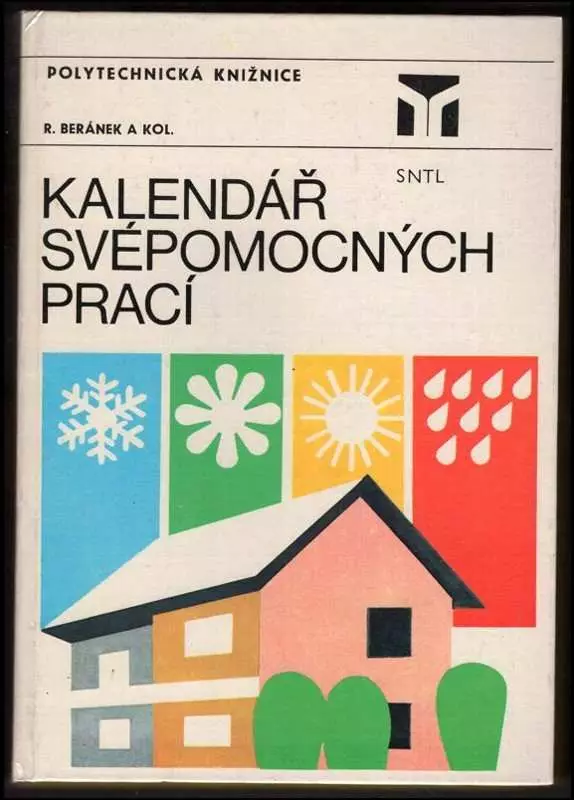 POLYTECHNICKÁ KNIŽNICE
R. BERÁNEK A KOL.
SNTL
KALENDÁŘ
SVÉPOMOCNÝCH
PRACÍ